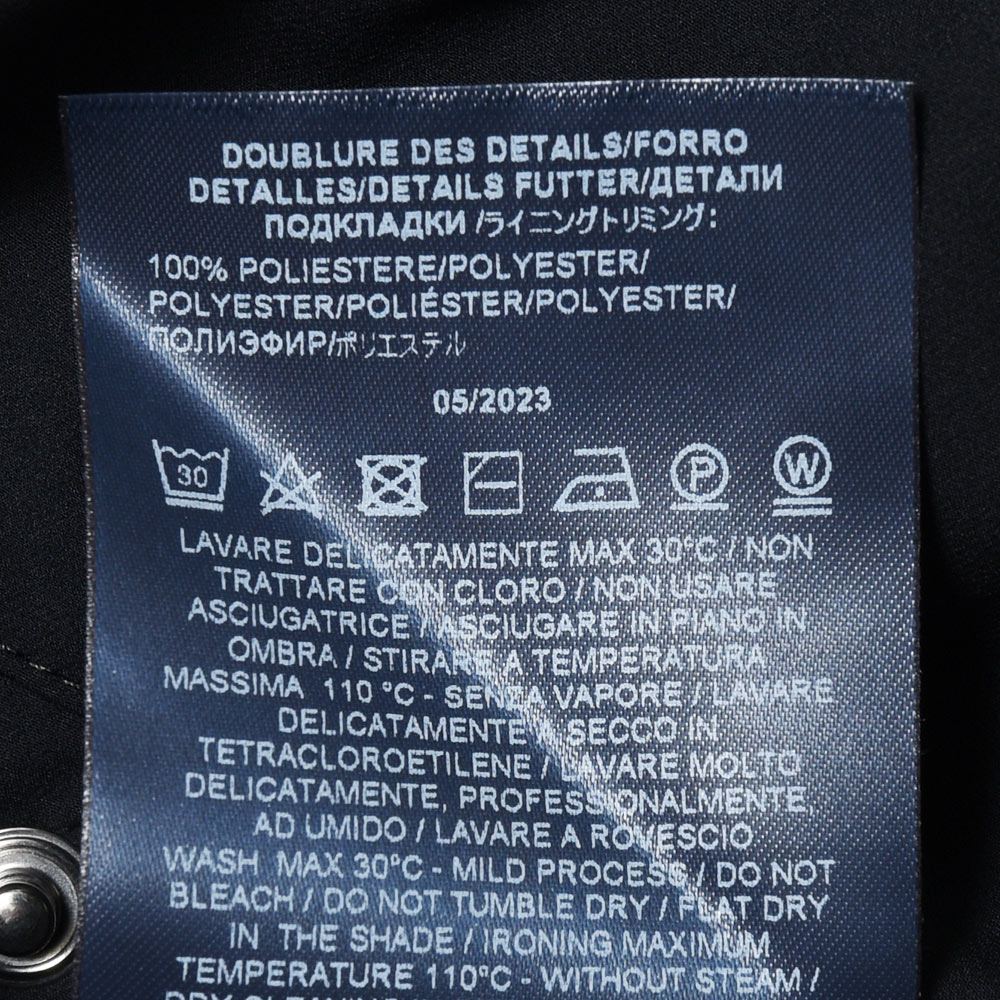 DOUBLURE DES DETAILS/FORRO
DETALLES/DETAILS FUTTER/ДЕТАЛИ
ПОДКЛАДКИ /ライニングトリミング:
100% POLIESTERE/POLYESTER/
POLYESTER/POLIÉSTER/POLYESTER/
ПОЛИЭФИР/ポリエステル
05/2023
30 P W
LAVARE DELICATAMENTE MAX 30°C / NON
TRATTARE CON CLORO / NON USARE
ASCIUGATRICE / ASCIUGARE IN PIANO IN
OMBRA / STIRARE A TEMPERATURA
MASSIMA 110 °C - SENZA VAPORE / LAVARE
DELICATAMENTE A SECCO IN
TETRACLOROETILENE / LAVARE MOLTO
DELICATAMENTE, PROFESSIONALMENTE
AD UMIDO / LAVARE A ROVESCIO
WASH MAX 30°C - MILD PROCESS / DO NOT
BLEACH / DO NOT TUMBLE DRY / FLAT DRY
IN THE SHADE / IRONING MAXIMUM
TEMPERATURE 110°C - WITHOUT STEAM /